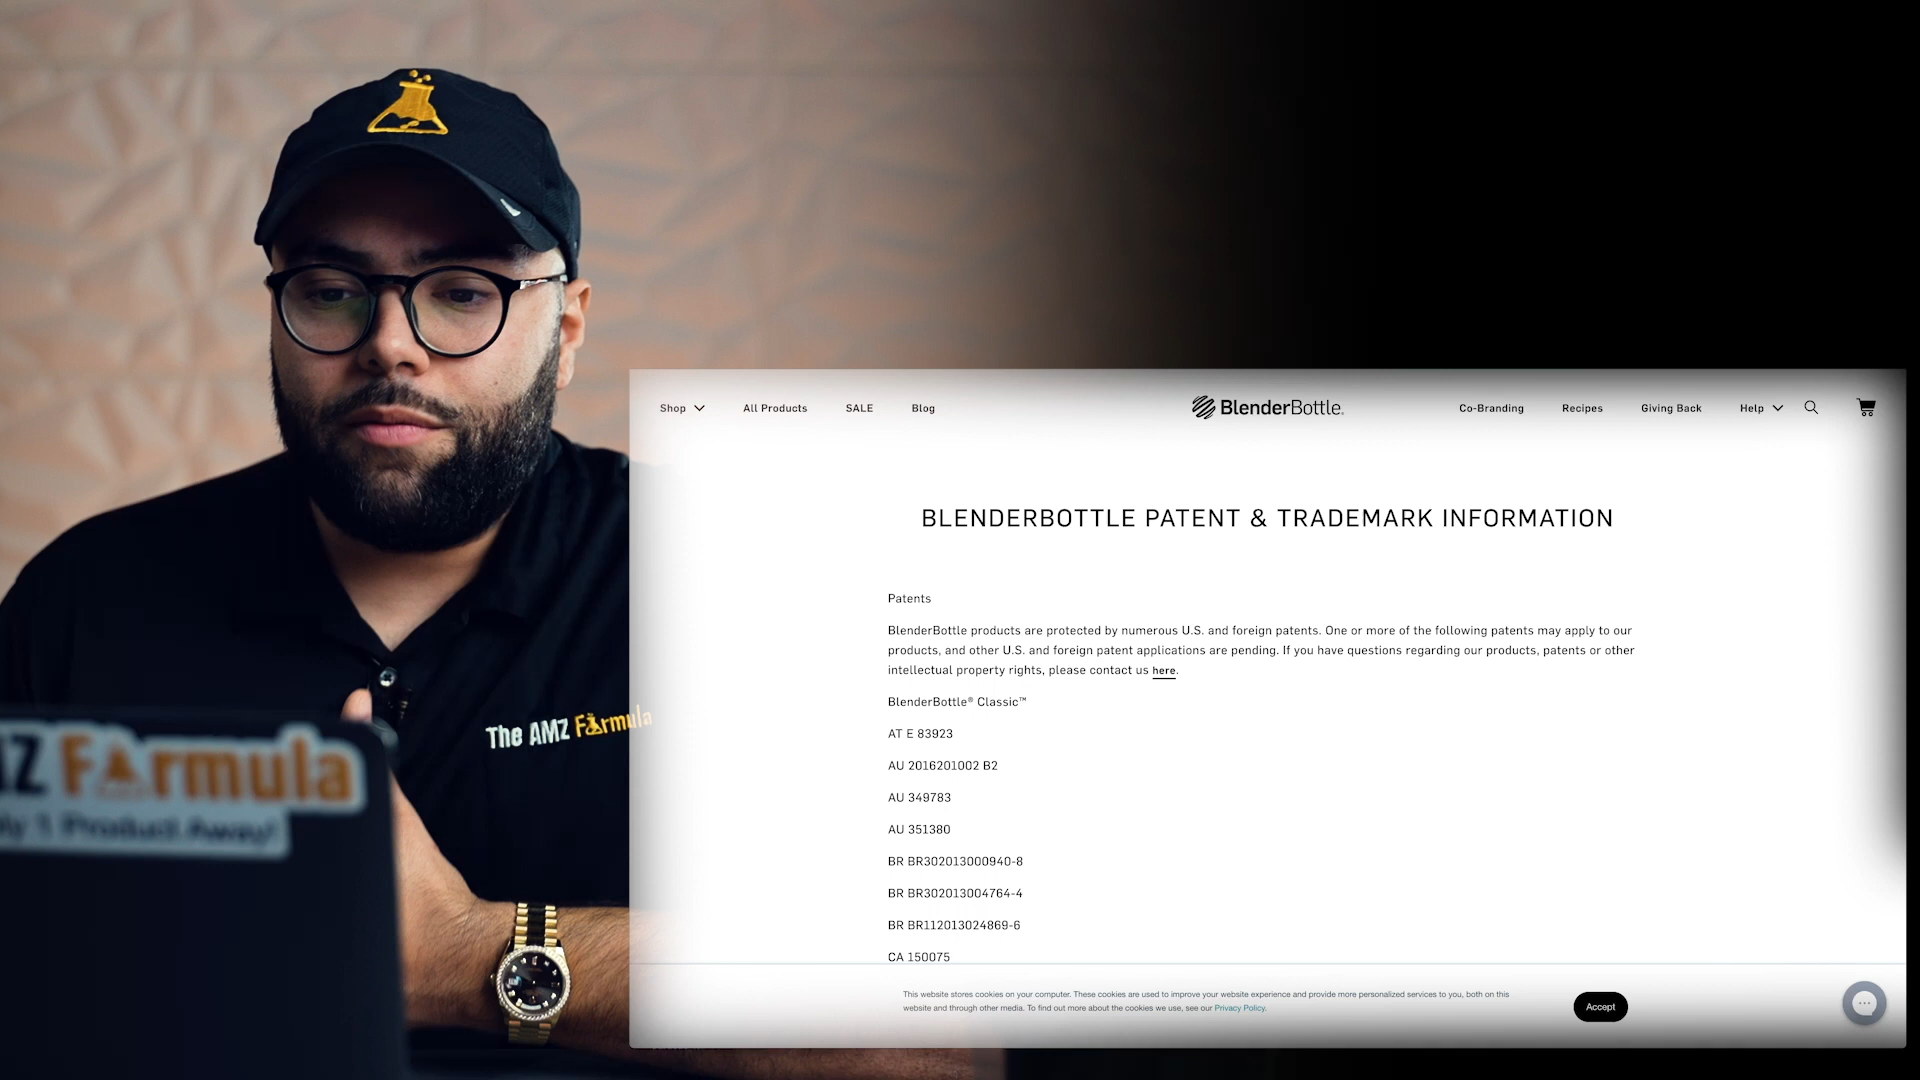 Shop
All Products
SALE
Blog
BlenderBottle.
Co-Branding
Recipes
Giving Back
Help
BLENDERBOTTLE PATENT & TRADEMARK INFORMATION
Patents
BlenderBottle products are protected by numerous U.S. and foreign patents. One or more of the following patents may apply to our
products, and other U.S. and foreign patent applications are pending. If you have questions regarding our products, patents or other
intellectual property rights, please contact us here.
BlenderBottle® Classic™
AT E 83923
AU 2016201002 B2
AU 349783
AU 351380
BR BR302013000940-8
BR BR302013004764-4
BR BR112013024869-6
CA 150075
This website stores cookies on your computer. These cookies are used to improve your website experience and provide more personalized services to you, both on this
website and through other media. To find out more about the cookies we use, see our Privacy Policy.
Accept
The AMZ Formula
Z Formula
1 Product Away!